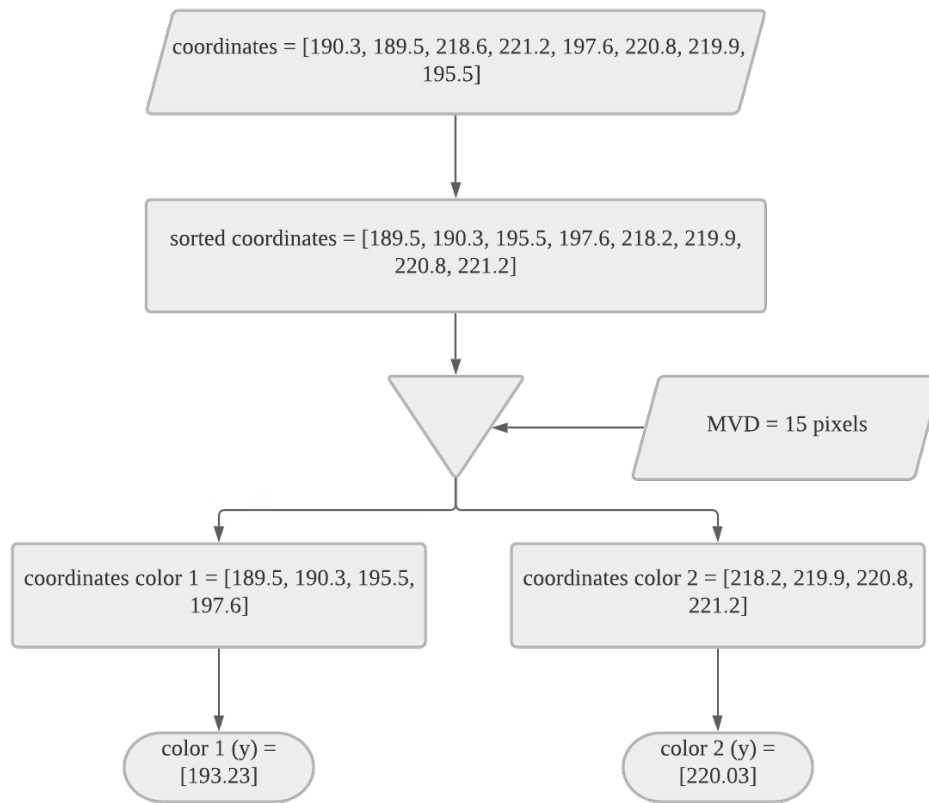 coordinates = [190.3, 189.5, 218.6, 221.2, 197.6, 220.8, 219.9,
195.5]
sorted coordinates = [189.5, 190.3, 195.5, 197.6, 218.2, 219.9,
220.8, 221.2]
MVD = 15 pixels
coordinates color 1 = [189.5, 190.3, 195.5,
197.6]
coordinates color 2 = [218.2, 219.9, 220.8,
221.2]
color 1 (y) =
[193.23]
color 2 (y) =
[220.03]